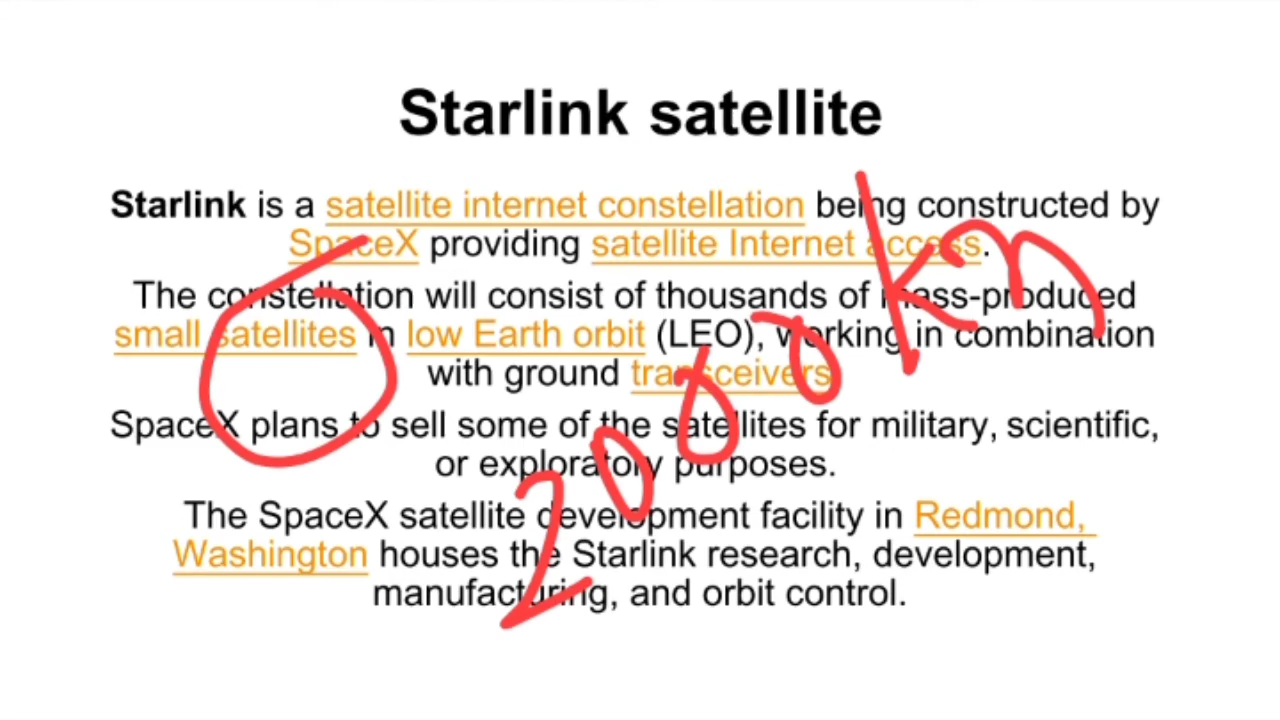 Starlink satellite
Starlink is a satellite internet constellation being constructed by
SpaceX providing satellite Internet access.
The constellation will consist of thousands of mass-produced
small satellites in low Earth orbit (LEO), working in combination
with ground transceivers.
SpaceX plans to sell some of the satellites for military, scientific,
or exploratory purposes.
The SpaceX satellite development facility in Redmond,
Washington houses the Starlink research, development,
manufacturing, and orbit control.
2000km